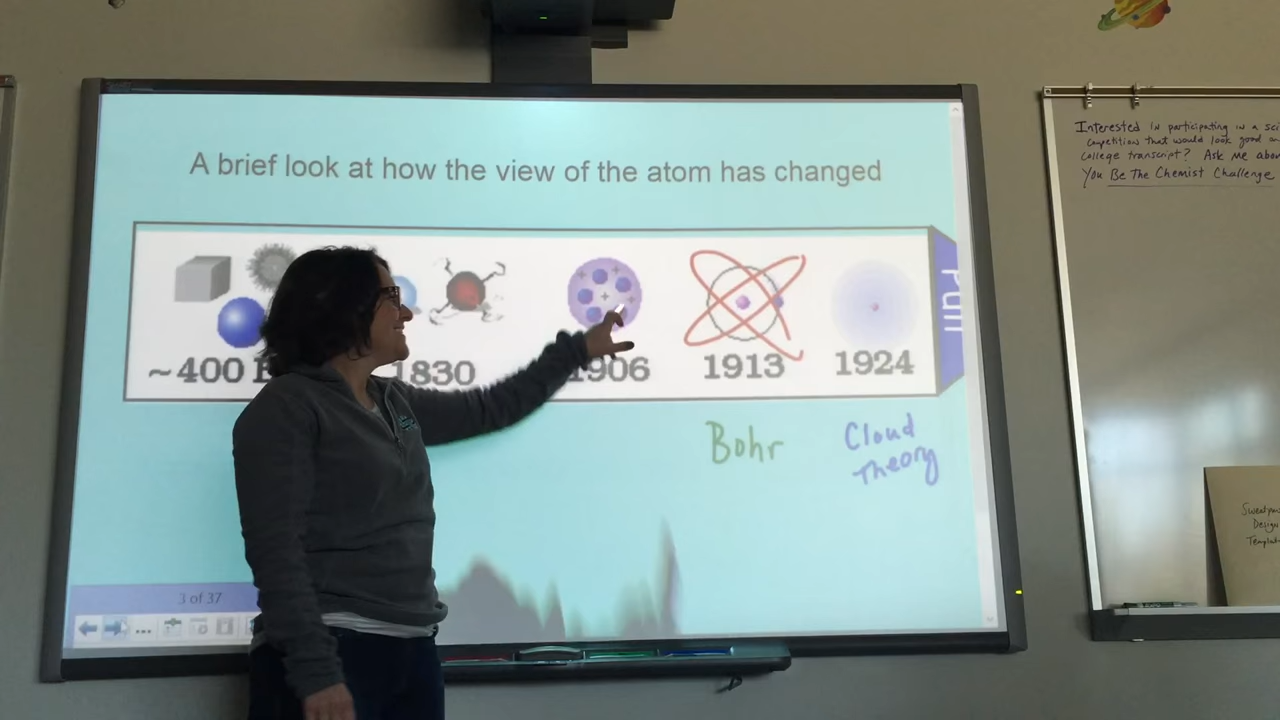 A brief look at how the view of the atom has changed
~400
1830
1906
1913
1924
Pull
Bohr
Cloud
Theory
3 of 37
Interested in participating in a
competition that would look good
college transcript? Ask me
You Be The Chemist Challenge
Design